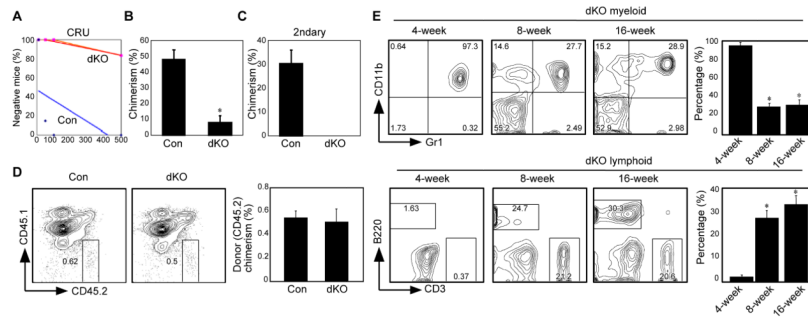 A
CRU
Negative mice (%)
100
80
60
40
20
0
0 100 200 300 400 500
dKO
Con
B
Chimerism (%)
60
50
40
30
20
10
0
*
Con dKO
C
2ndary
Chimerism (%)
40
30
20
10
0
Con dKO
D
Con dKO
CD45.1
CD45.2
0.62
0.5
Donor (CD45.2)
chimerism (%)
0.8
0.6
0.4
0.2
0.0
Con dKO
E
dKO myeloid
4-week 8-week 16-week
CD11b
Gr1
0.64 97.3
1.73 0.32
14.6 27.7
55.2 2.49
15.2 28.9
52.9 2.98
Percentage (%)
100
80
60
40
20
0
* *
4-week 8-week 16-week
dKO lymphoid
4-week 8-week 16-week
B220
CD3
1.63
0.37
24.7
21.2
30.3
20.6
Percentage (%)
40
30
20
10
0
* *
4-week 8-week 16-week